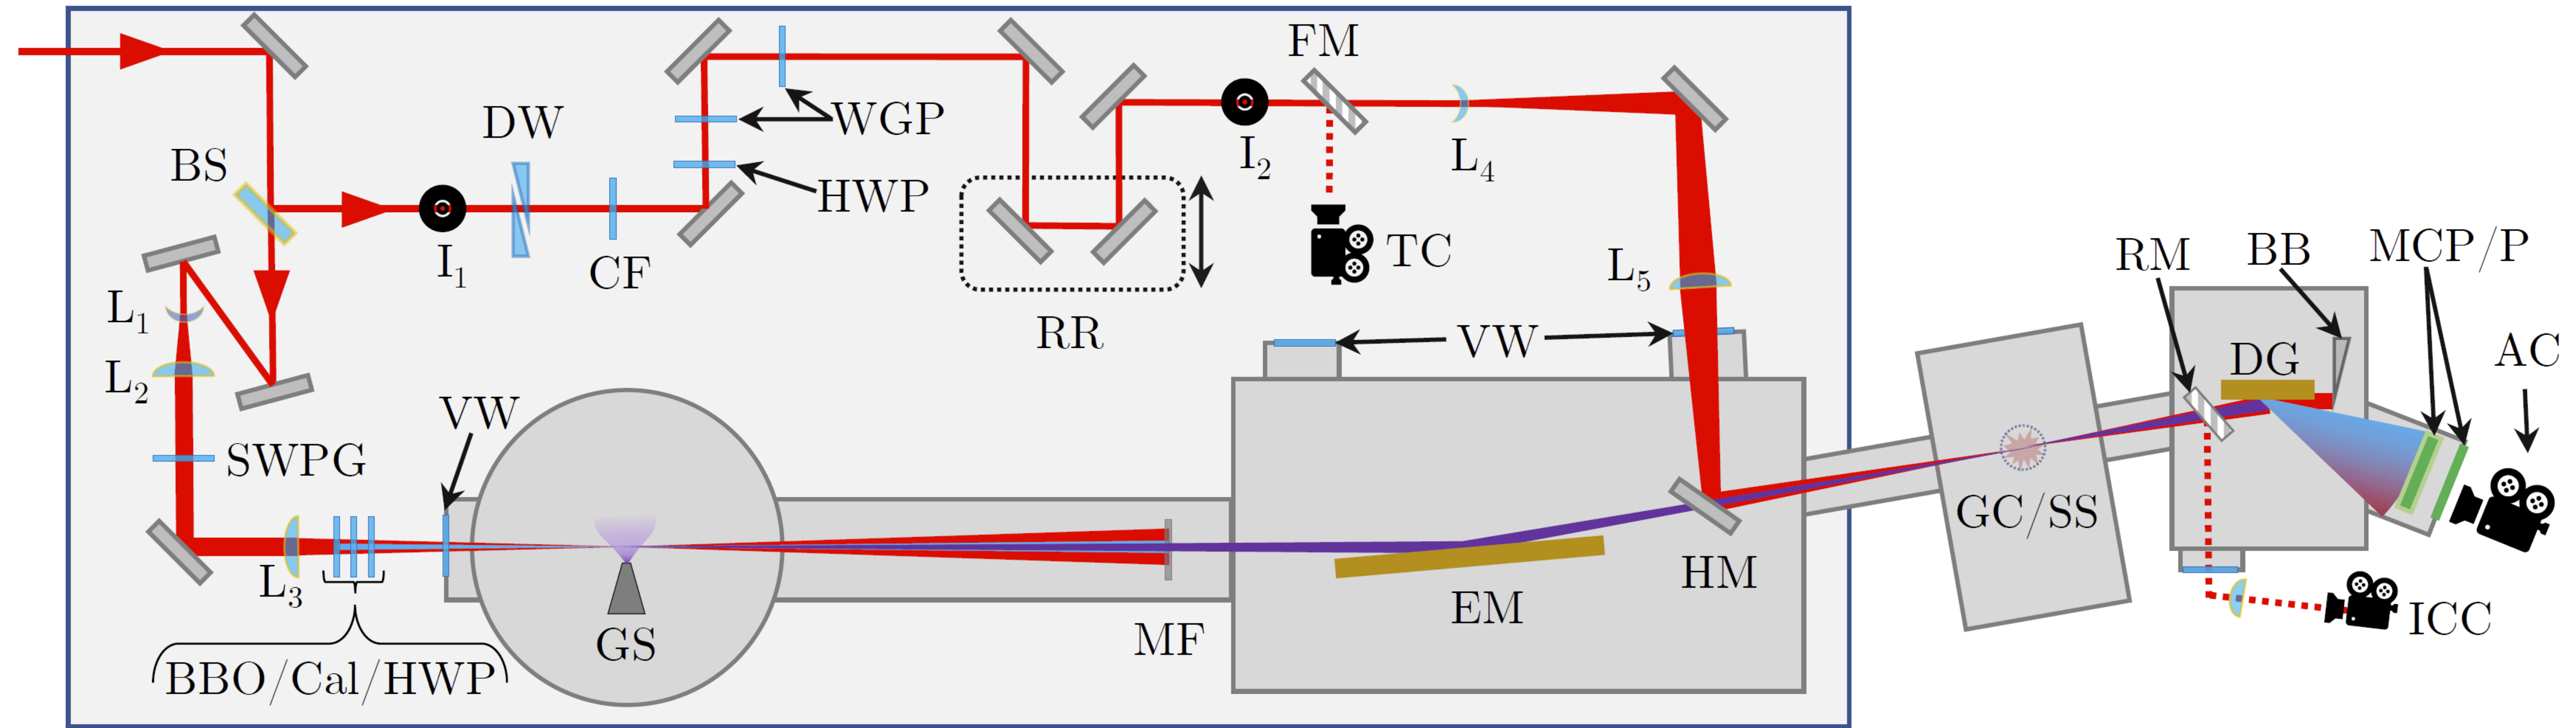 FM
DW
WGP
BS
I₂
L₄
HWP
I₁
CF
TC
RM
BB
MCP/P
L₁
RR
L₅
VW
AC
DG
L₂
VW
SWPG
GC/SS
L₃
HM
EM
ICC
GS
MF
BBO/Cal/HWP